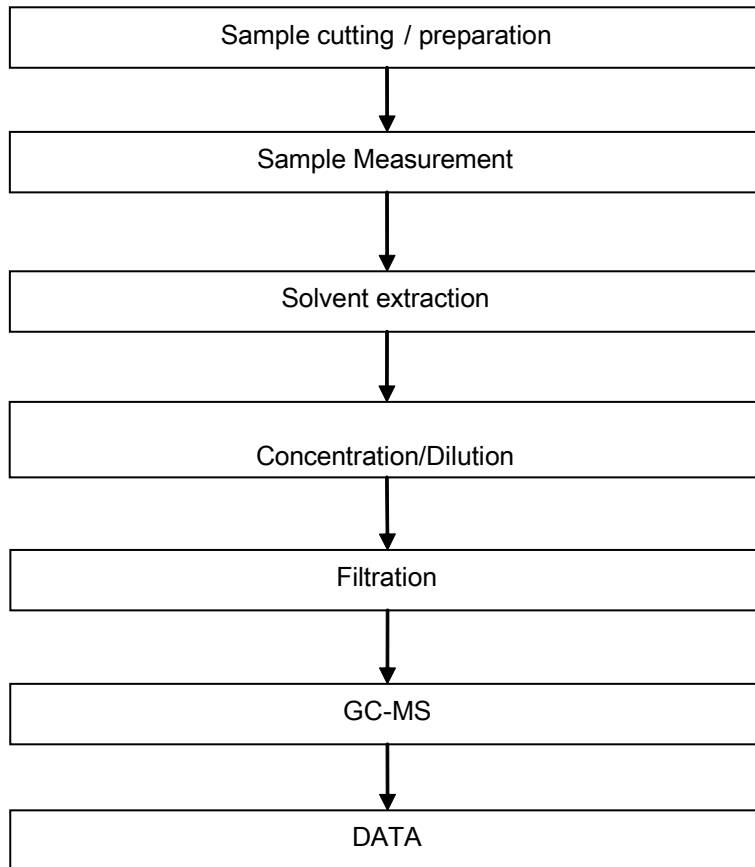 Sample cutting / preparation
Sample Measurement
Solvent extraction
Concentration/Dilution
Filtration
GC-MS
DATA